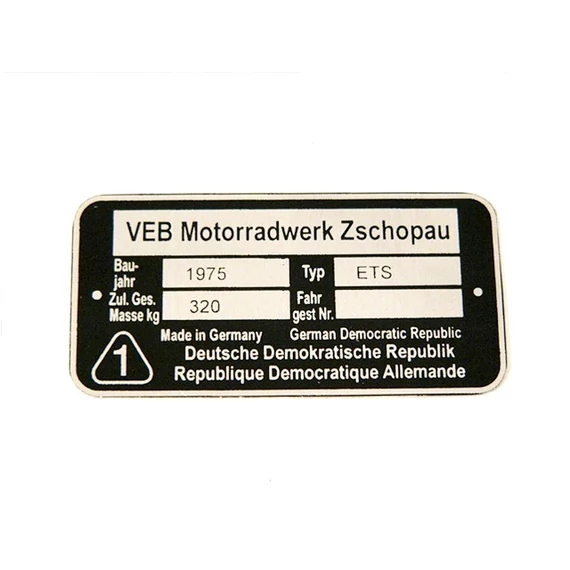 VEB Motorradwerk Zschopau
Bau-
jahr
1975
Typ
ETS
Zul. Ges.
Masse kg
320
Fahr
gest Nr.
Made in Germany German Democratic Republic
1
Deutsche Demokratische Republik
Republique Democratique Allemande